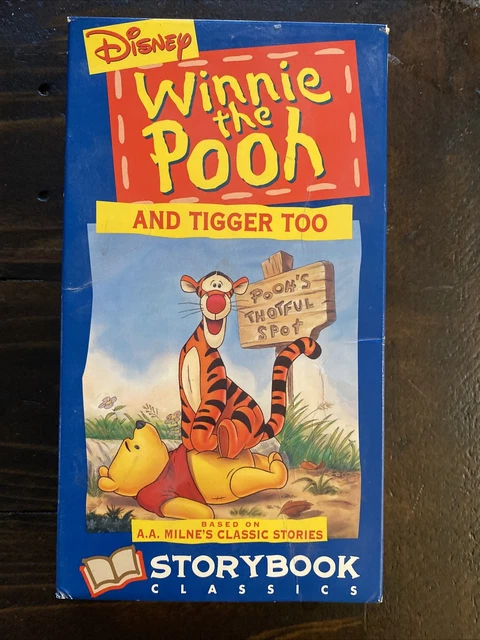 Disney
Winnie
the
Pooh
AND TIGGER TOO
POOH'S
THOTFUL
SPOT
BASED ON
A.A. MILNE'S CLASSIC STORIES
STORYBOOK
CLASSICS